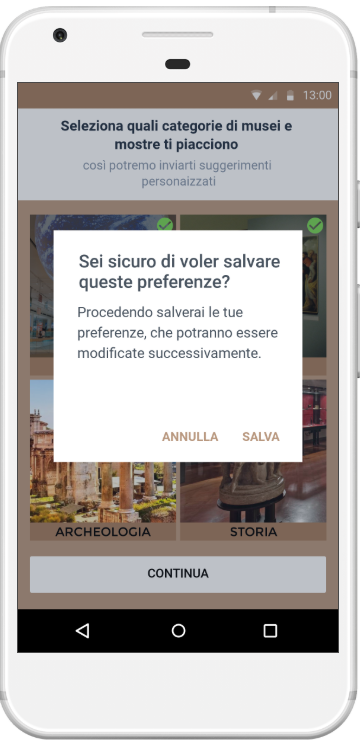 13:00
Seleziona quali categorie di musei e
mostre ti piacciono
così potremo inviarti suggerimenti
personaizzati
Sei sicuro di voler salvare
queste preferenze?
Procedendo salverai le tue
preferenze, che potranno essere
modificate successivamente.
ANNULLA SALVA
ARCHEOLOGIA STORIA
CONTINUA